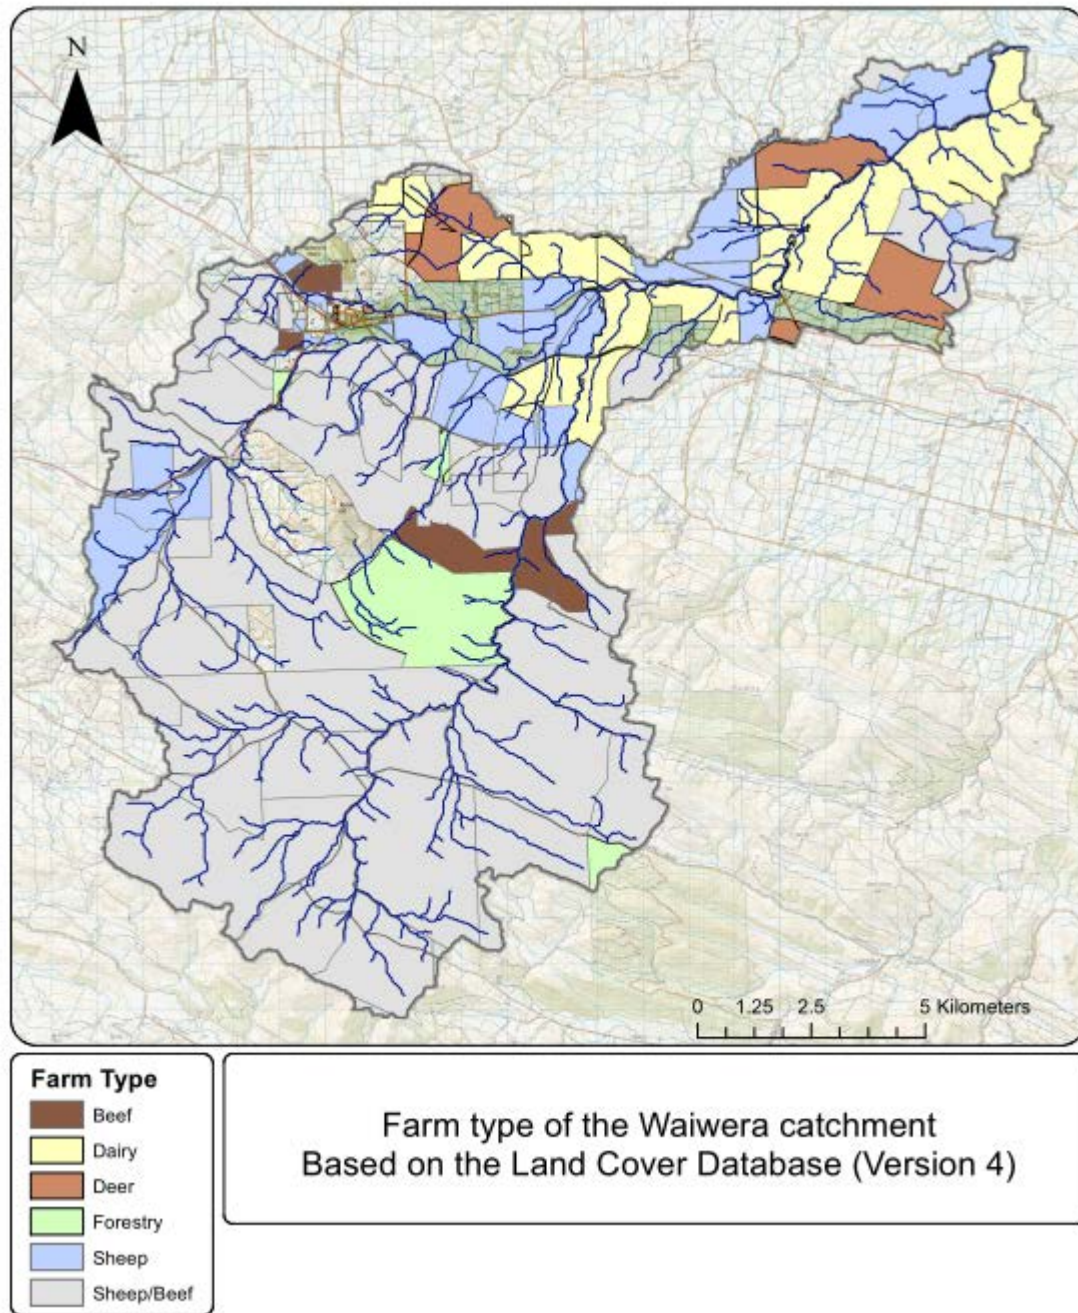 N
0 1.25 2.5 5 Kilometers
Farm Type
Beef
Dairy
Deer
Forestry
Sheep
Sheep/Beef
Farm type of the Waiwera catchment
Based on the Land Cover Database (Version 4)